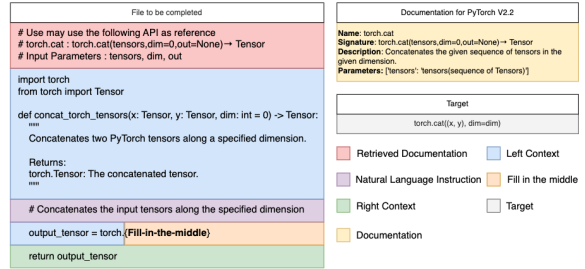 File to be completed
# Use may use the following API as reference
# torch.cat : torch.cat(tensors,dim=0,out=None)→ Tensor
# Input Parameters : tensors, dim, out
import torch
from torch import Tensor
def concat_torch_tensors(x: Tensor, y: Tensor, dim: int = 0) -> Tensor:
"""
Concatenates two PyTorch tensors along a specified dimension.
Returns:
torch.Tensor: The concatenated tensor.
"""
# Concatenates the input tensors along the specified dimension
output_tensor = torch.{Fill-in-the-middle}
return output_tensor
Documentation for PyTorch V2.2
Name: torch.cat
Signature: torch.cat(tensors,dim=0,out=None)→ Tensor
Description: Concatenates the given sequence of tensors in the
given dimension.
Parameters: ['tensors': 'tensors(sequence of Tensors)']
Target
torch.cat((x, y), dim=dim)
Retrieved Documentation
Left Context
Natural Language Instruction
Fill in the middle
Right Context
Target
Documentation